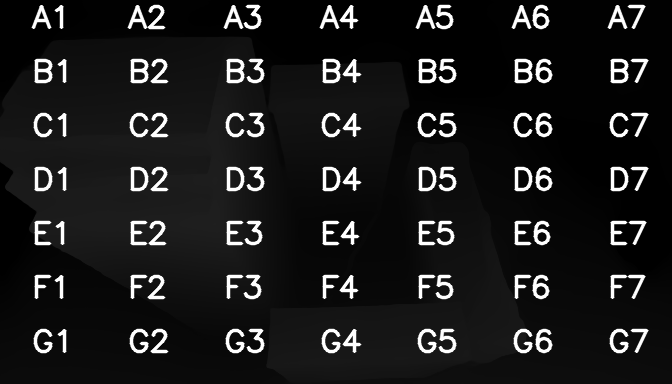 A1 A2 A3 A4 A5 A6 A7
B1 B2 B3 B4 B5 B6 B7
C1 C2 C3 C4 C5 C6 C7
D1 D2 D3 D4 D5 D6 D7
E1 E2 E3 E4 E5 E6 E7
F1 F2 F3 F4 F5 F6 F7
G1 G2 G3 G4 G5 G6 G7